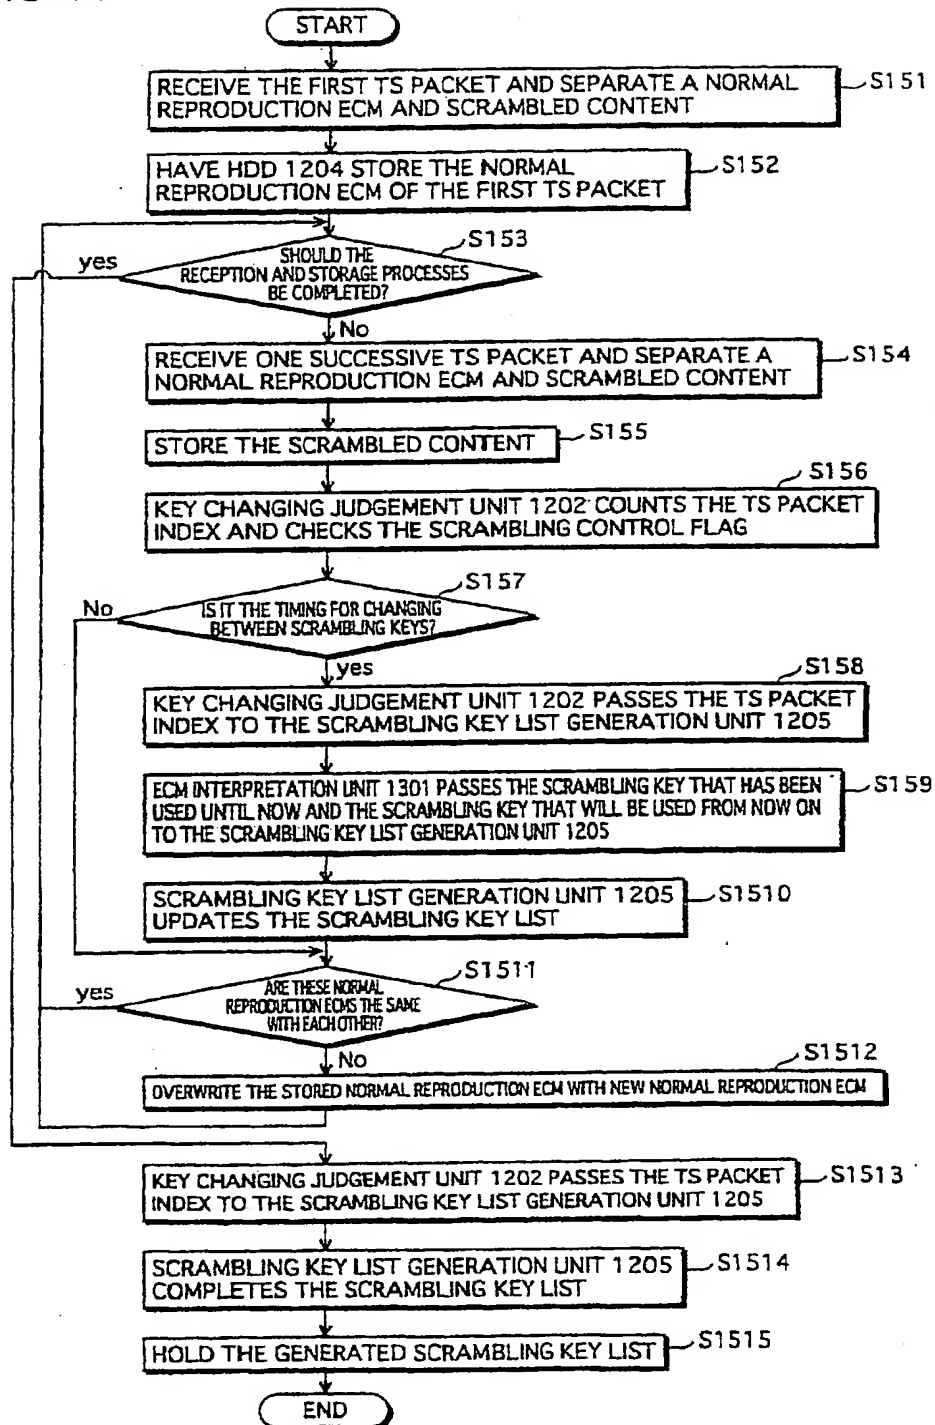 START
RECEIVE THE FIRST TS PACKET AND SEPARATE A NORMAL
REPRODUCTION ECM AND SCRAMBLED CONTENT
S151
HAVE HDD 1204 STORE THE NORMAL
REPRODUCTION ECM OF THE FIRST TS PACKET
S152
S153
yes
SHOULD THE
RECEPTION AND STORAGE PROCESSES
BE COMPLETED?
No
RECEIVE ONE SUCCESSIVE TS PACKET AND SEPARATE A
NORMAL REPRODUCTION ECM AND SCRAMBLED CONTENT
S154
STORE THE SCRAMBLED CONTENT
S155
S156
KEY CHANGING JUDGEMENT UNIT 1202 COUNTS THE TS PACKET
INDEX AND CHECKS THE SCRAMBLING CONTROL FLAG
S157
No
IS IT THE TIMING FOR CHANGING
BETWEEN SCRAMBLING KEYS?
yes
S158
KEY CHANGING JUDGEMENT UNIT 1202 PASSES THE TS PACKET
INDEX TO THE SCRAMBLING KEY LIST GENERATION UNIT 1205
ECM INTERPRETATION UNIT 1301 PASSES THE SCRAMBLING KEY THAT HAS BEEN
USED UNTIL NOW AND THE SCRAMBLING KEY THAT WILL BE USED FROM NOW ON
TO THE SCRAMBLING KEY LIST GENERATION UNIT 1205
S159
SCRAMBLING KEY LIST GENERATION UNIT 1205
UPDATES THE SCRAMBLING KEY LIST
S1510
S1511
yes
ARE THESE NORMAL
REPRODUCTION ECMS THE SAME
WITH EACH OTHER?
No
S1512
OVERWRITE THE STORED NORMAL REPRODUCTION ECM WITH NEW NORMAL REPRODUCTION ECM
KEY CHANGING JUDGEMENT UNIT 1202 PASSES THE TS PACKET
INDEX TO THE SCRAMBLING KEY LIST GENERATION UNIT 1205
S1513
SCRAMBLING KEY LIST GENERATION UNIT 1205
COMPLETES THE SCRAMBLING KEY LIST
S1514
HOLD THE GENERATED SCRAMBLING KEY LIST
S1515
END